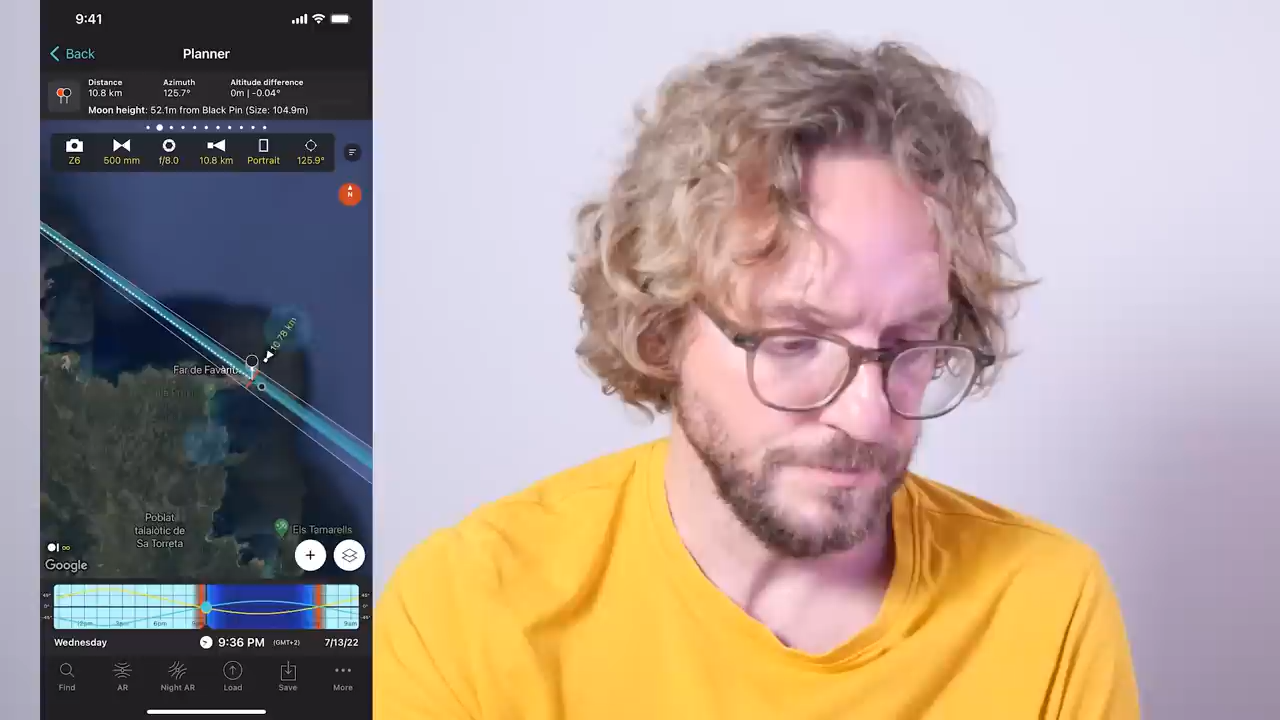 9:41
Back
Planner
Distance
10.8 km
Azimuth
125.7°
Altitude difference
0m | -0.04°
Moon height: 52.1m from Black Pin (Size: 104.9m)
Z6
500 mm
f/8.0
10.8 km
Portrait
125.9°
N
10.78 km
Far de Favàritx
Poblat
talaiòtic de
Sa Torreta
Els Tamarells
Google
Wednesday
9:36 PM
(GMT+2)
7/13/22
Find
AR
Night AR
Load
Save
More